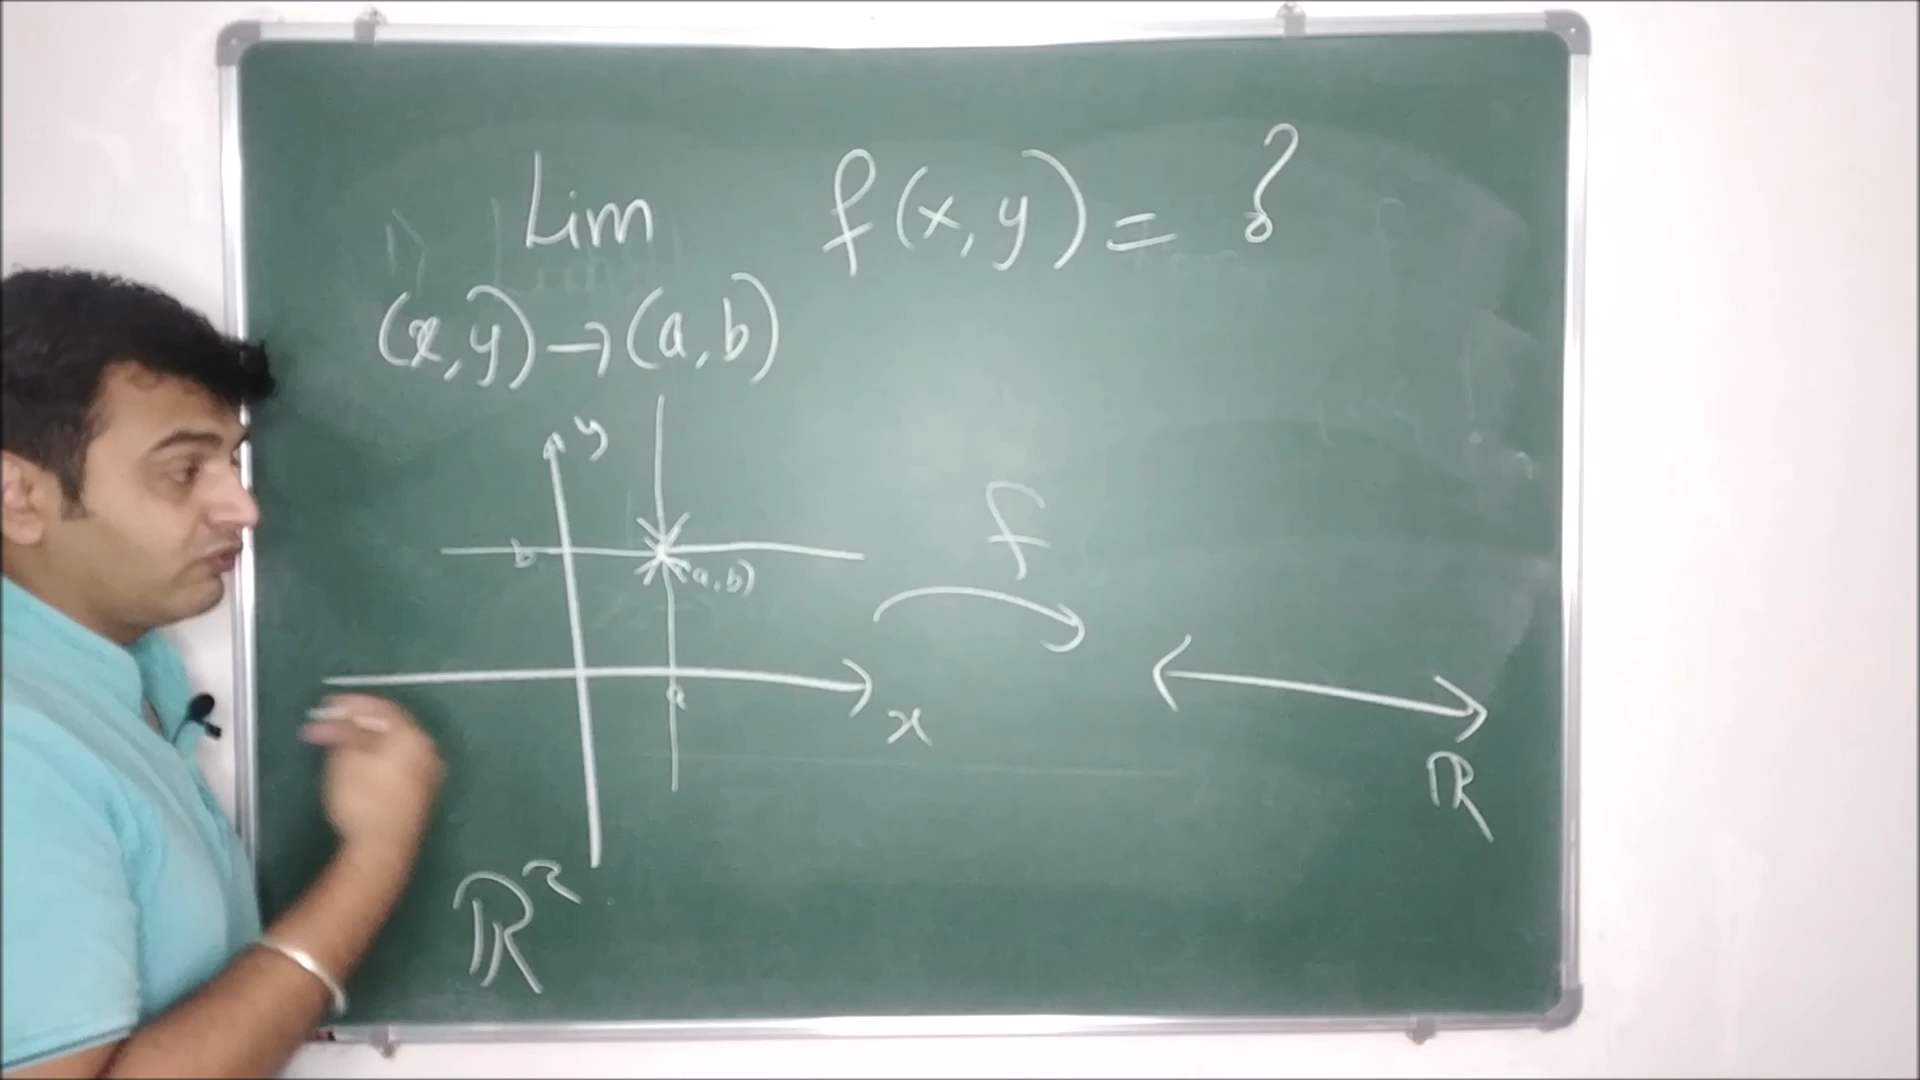 Lim f(x,y) = ?
(x,y)→(a,b)
y
f
b
(a,b)
a
x
R
R²